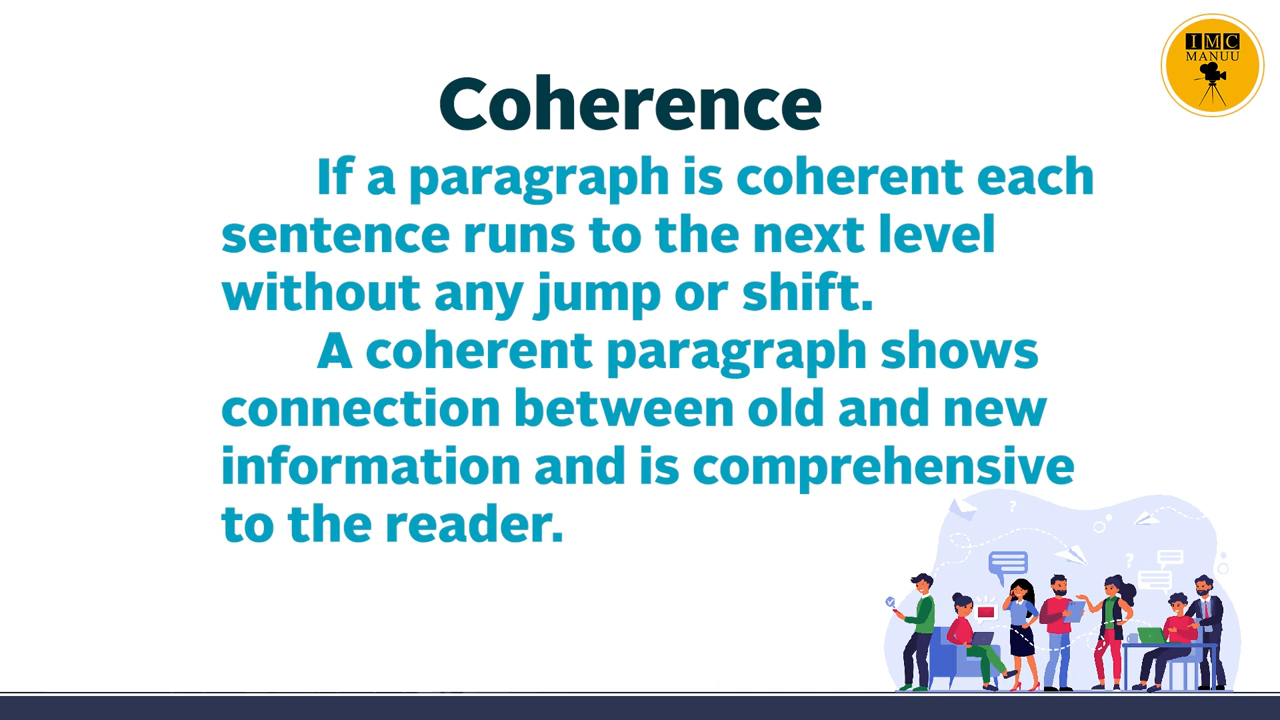 IMC
MANUU
Coherence
If a paragraph is coherent each
sentence runs to the next level
without any jump or shift.
A coherent paragraph shows
connection between old and new
information and is comprehensive
to the reader.